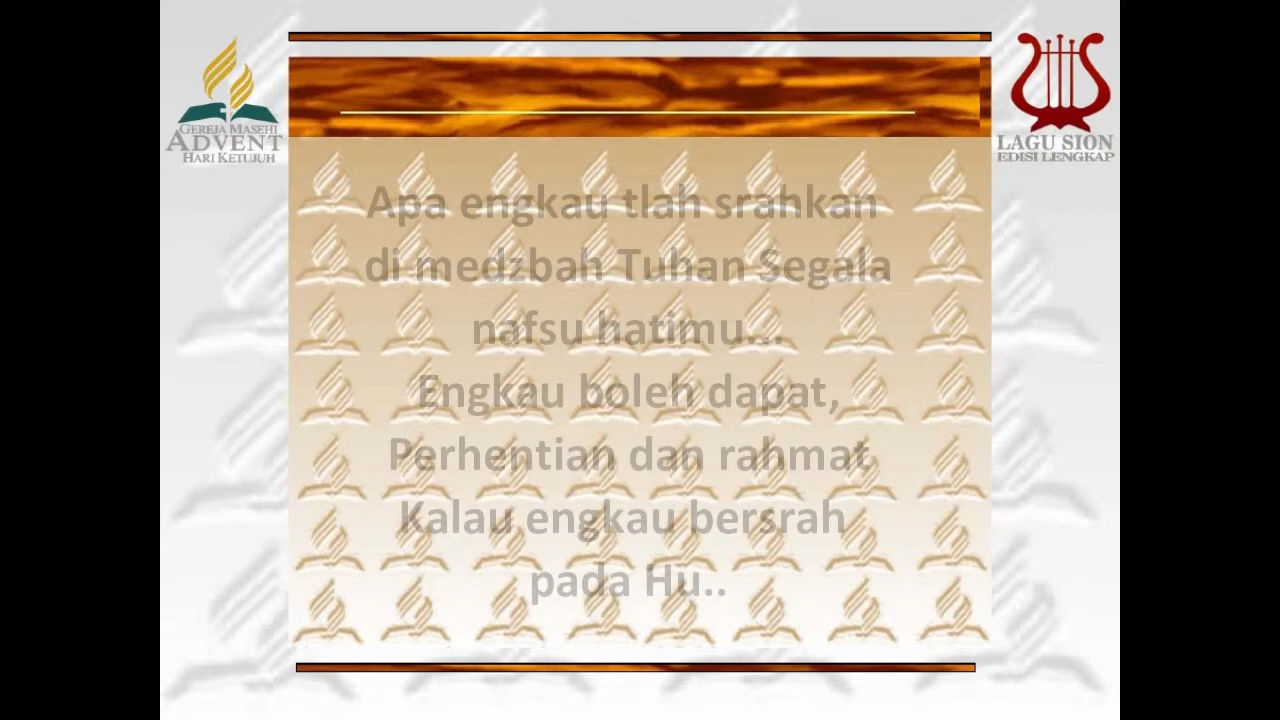 GEREJA MASEHI
ADVENT
HARI KETUJUH
LAGU SION
EDISI LENGKAP
Apa engkau tlah srahkan
di medzbah Tuhan Segala
nafsu hatimu...
Engkau boleh dapat,
Perhentian dan rahmat
Kalau engkau bersrah
pada Hu..